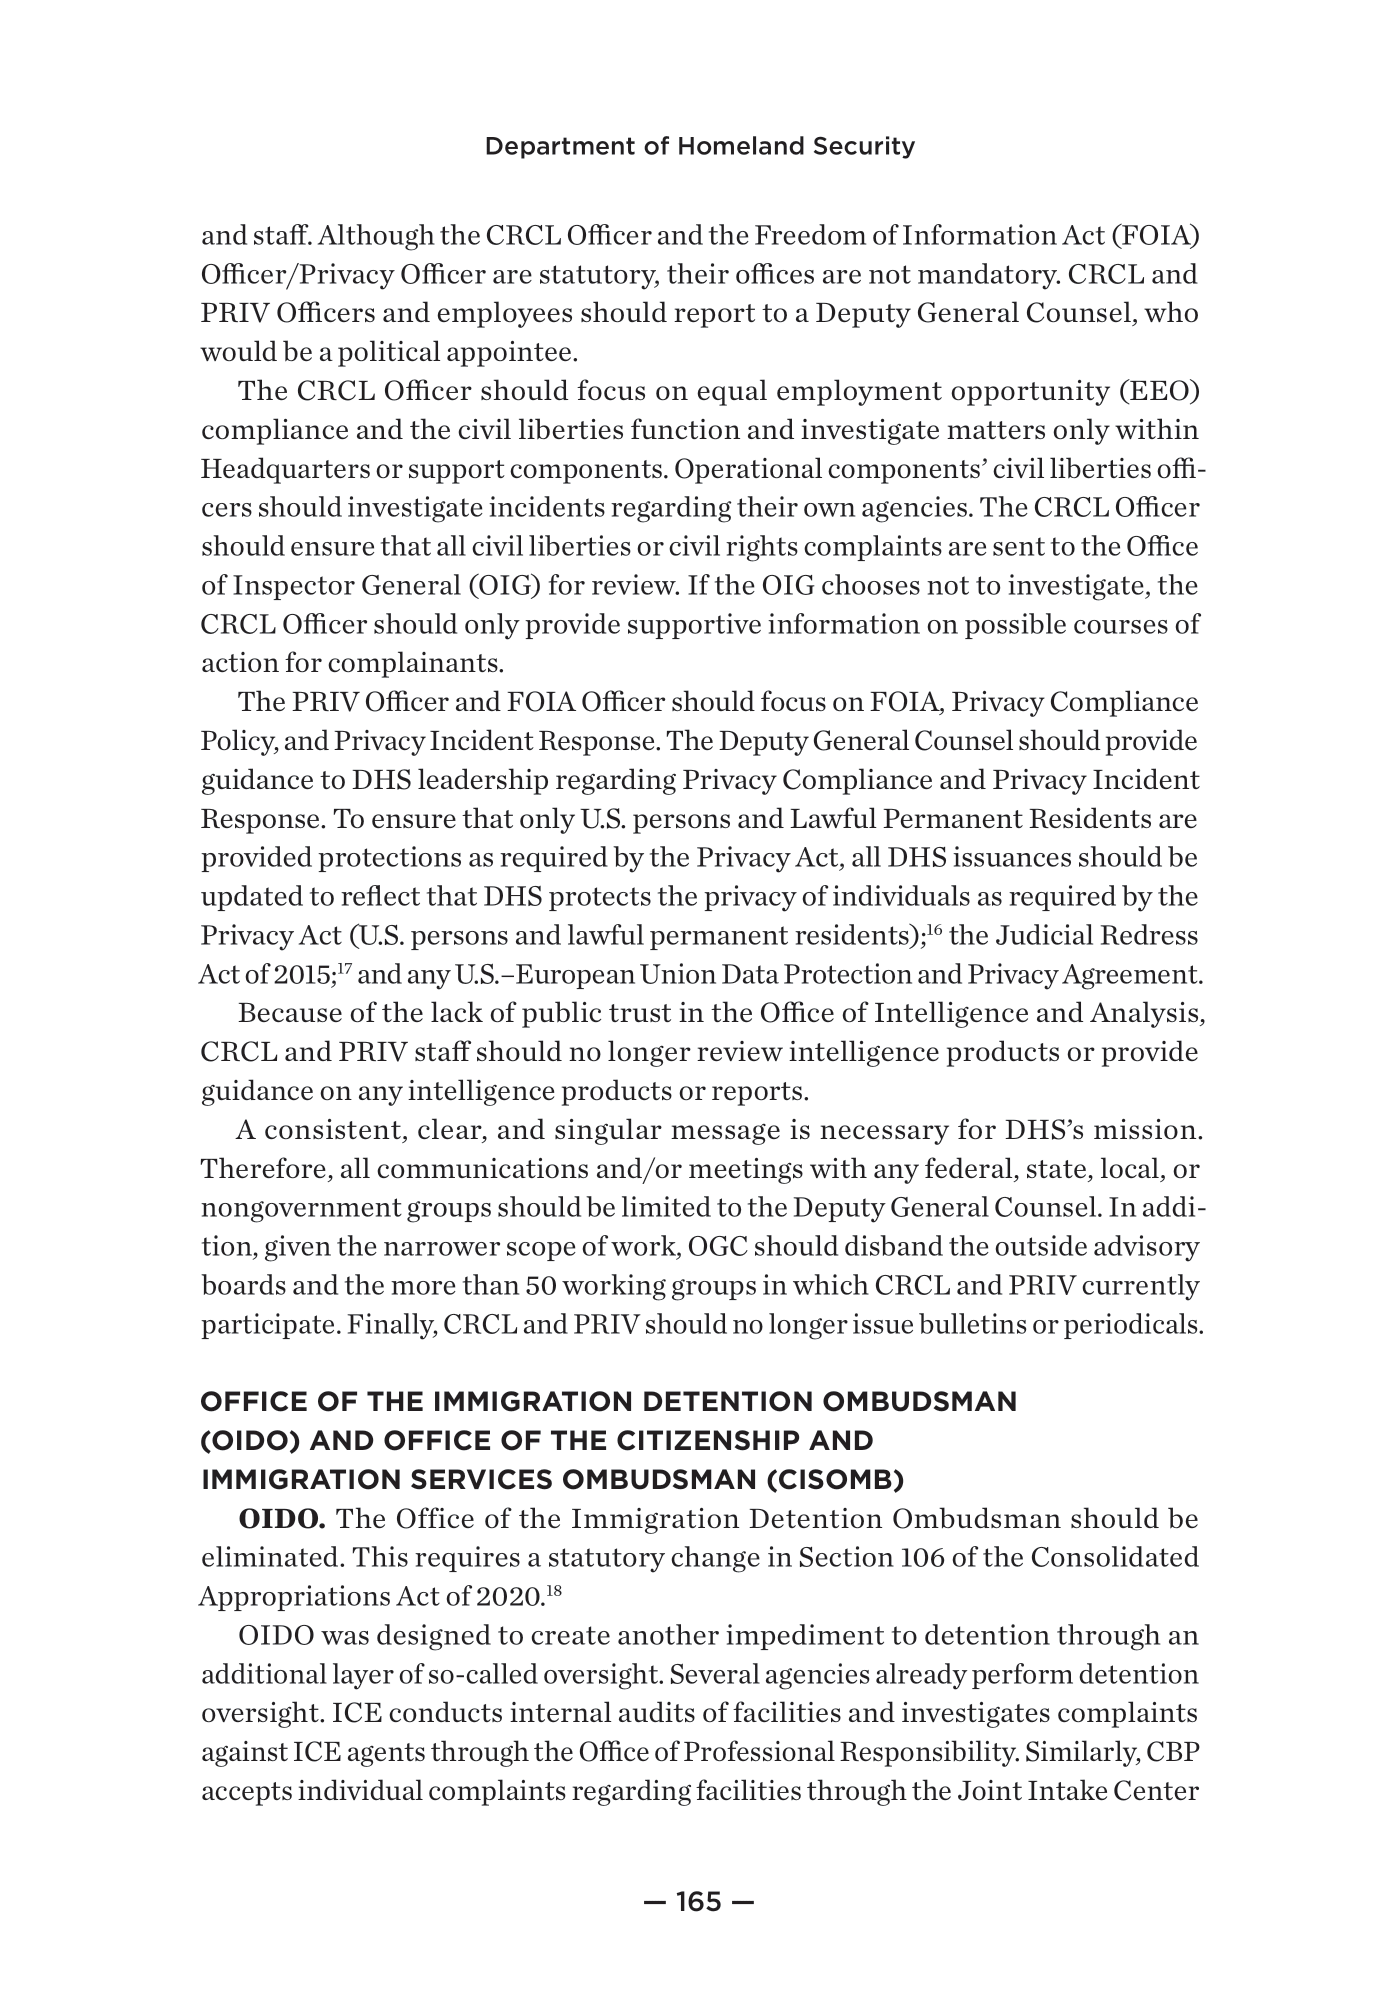 Department of Homeland Security
and staff. Although the CRCL Officer and the Freedom of Information Act (FOIA)
Officer/Privacy Officer are statutory, their offices are not mandatory. CRCL and
PRIV Officers and employees should report to a Deputy General Counsel, who
would be a political appointee.
The CRCL Officer should focus on equal employment opportunity (EEO)
compliance and the civil liberties function and investigate matters only within
Headquarters or support components. Operational components’ civil liberties offi-
cers should investigate incidents regarding their own agencies. The CRCL Officer
should ensure that all civil liberties or civil rights complaints are sent to the Office
of Inspector General (OIG) for review. If the OIG chooses not to investigate, the
CRCL Officer should only provide supportive information on possible courses of
action for complainants.
The PRIV Officer and FOIA Officer should focus on FOIA, Privacy Compliance
Policy, and Privacy Incident Response. The Deputy General Counsel should provide
guidance to DHS leadership regarding Privacy Compliance and Privacy Incident
Response. To ensure that only U.S. persons and Lawful Permanent Residents are
provided protections as required by the Privacy Act, all DHS issuances should be
updated to reflect that DHS protects the privacy of individuals as required by the
Privacy Act (U.S. persons and lawful permanent residents);16 the Judicial Redress
Act of 2015;17 and any U.S.–European Union Data Protection and Privacy Agreement.
Because of the lack of public trust in the Office of Intelligence and Analysis,
CRCL and PRIV staff should no longer review intelligence products or provide
guidance on any intelligence products or reports.
A consistent, clear, and singular message is necessary for DHS’s mission.
Therefore, all communications and/or meetings with any federal, state, local, or
nongovernment groups should be limited to the Deputy General Counsel. In addi-
tion, given the narrower scope of work, OGC should disband the outside advisory
boards and the more than 50 working groups in which CRCL and PRIV currently
participate. Finally, CRCL and PRIV should no longer issue bulletins or periodicals.
OFFICE OF THE IMMIGRATION DETENTION OMBUDSMAN
(OIDO) AND OFFICE OF THE CITIZENSHIP AND
IMMIGRATION SERVICES OMBUDSMAN (CISOMB)
OIDO. The Office of the Immigration Detention Ombudsman should be
eliminated. This requires a statutory change in Section 106 of the Consolidated
Appropriations Act of 2020.18
OIDO was designed to create another impediment to detention through an
additional layer of so-called oversight. Several agencies already perform detention
oversight. ICE conducts internal audits of facilities and investigates complaints
against ICE agents through the Office of Professional Responsibility. Similarly, CBP
accepts individual complaints regarding facilities through the Joint Intake Center
— 165 —